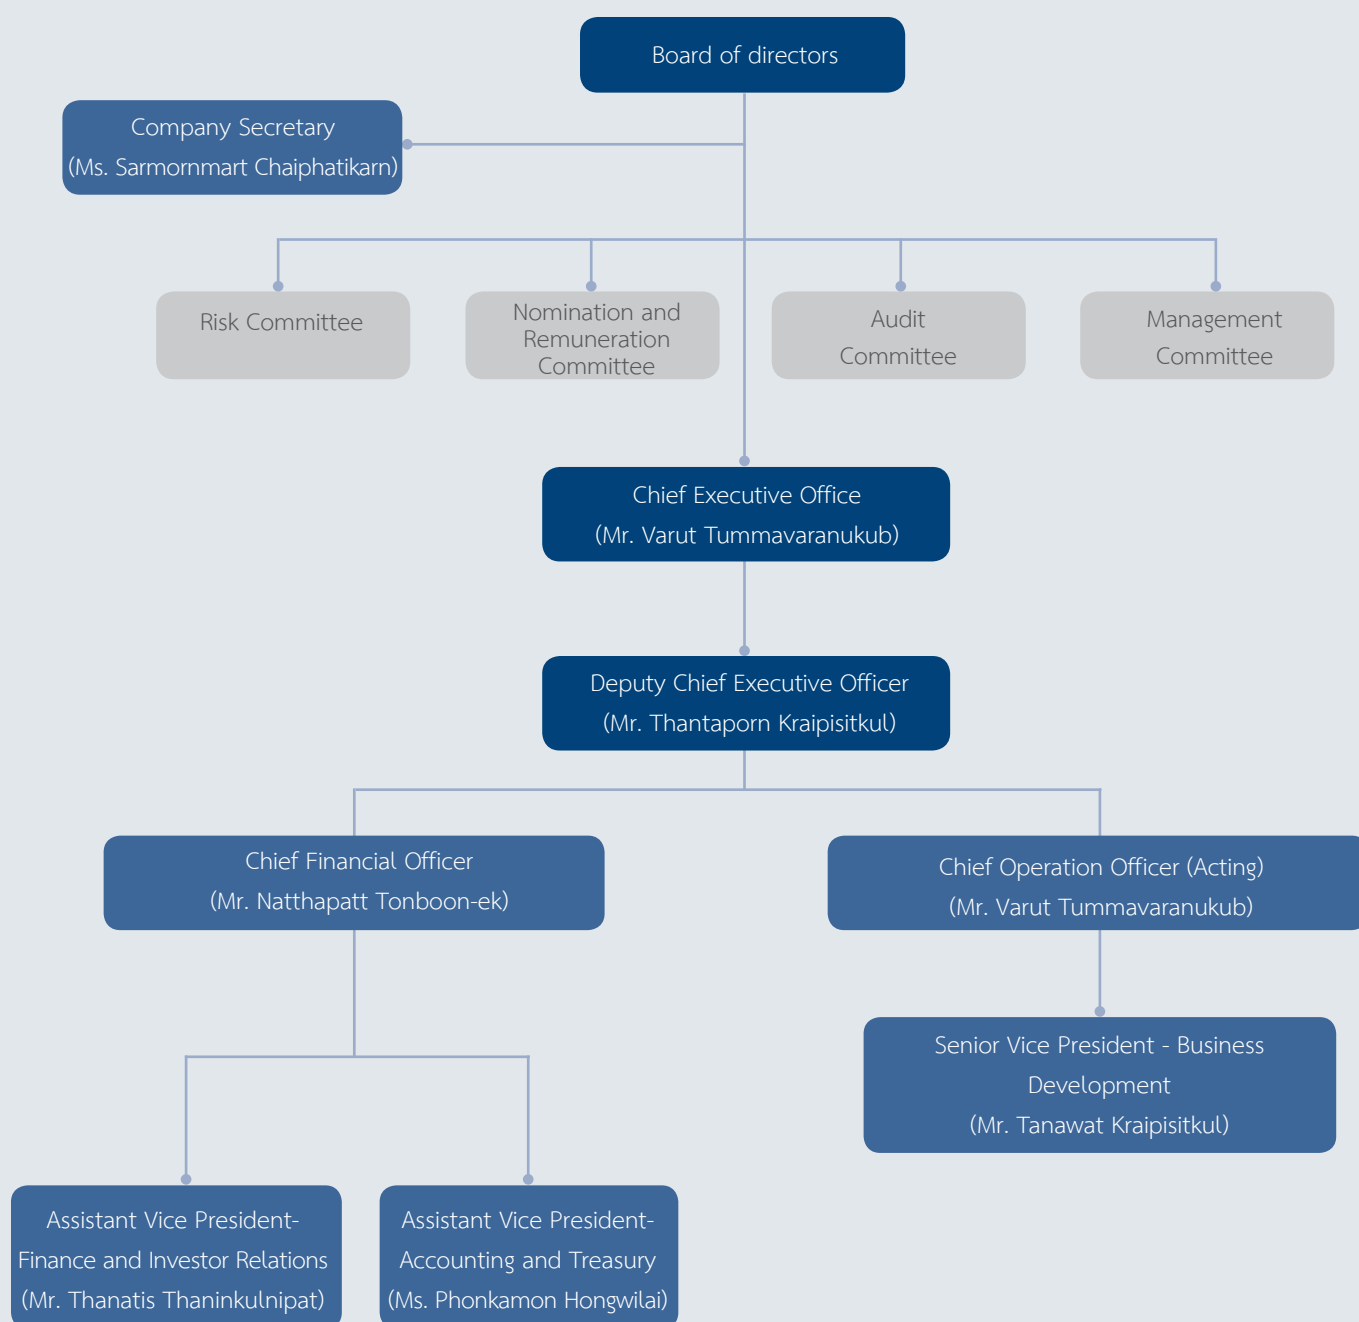 Board of directors
Company Secretary
(Ms. Sarmornmart Chaiphatikarn)
Risk Committee
Nomination and
Remuneration
Committee
Audit
Committee
Management
Committee
Chief Executive Office
(Mr. Varut Tummavaranukub)
Deputy Chief Executive Officer
(Mr. Thantaporn Kraipisitkul)
Chief Financial Officer
(Mr. Natthapatt Tonboon-ek)
Chief Operation Officer (Acting)
(Mr. Varut Tummavaranukub)
Senior Vice President - Business
Development
(Mr. Tanawat Kraipisitkul)
Assistant Vice President-
Finance and Investor Relations
(Mr. Thanatis Thaninkulnipat)
Assistant Vice President-
Accounting and Treasury
(Ms. Phonkamon Hongwilai)